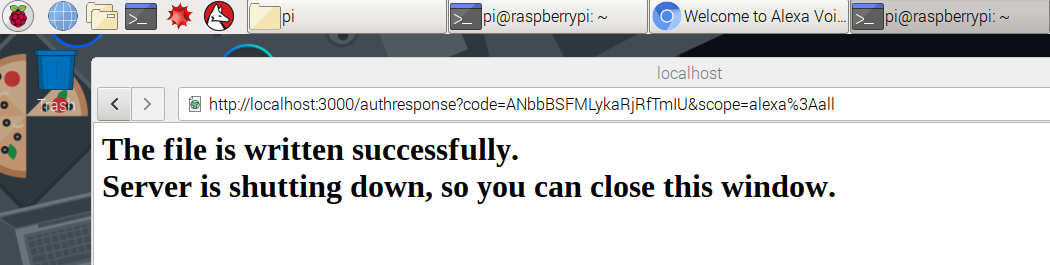 pi
pi@raspberrypi: ~
Welcome to Alexa Voi...
pi@raspberrypi: ~
Trash
localhost
http://localhost:3000/authresponse?code=ANbbBSFMLykaRjRfTmIU&scope=alexa%3Aall
The file is written successfully.
Server is shutting down, so you can close this window.